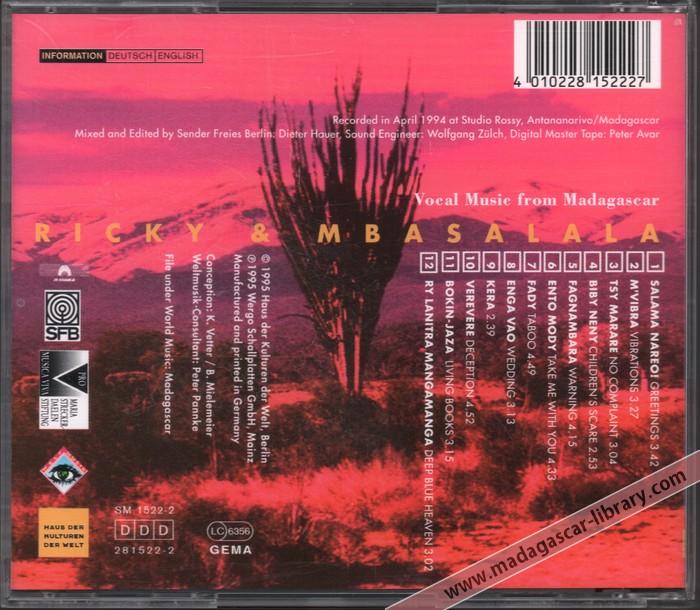 INFORMATION DEUTSCH ENGLISH
4 010228 152227
Recorded in April 1994 at Studio Rossy, Antananarivo/Madagascar
Mixed and Edited by Sender Freies Berlin: Dieter Hauer, Sound Engineer: Wolfgang Zülch, Digital Master Tape: Peter Avar
Vocal Music from Madagascar
RICKY & MBASALALA
1 SALAMA NAREO! GREETINGS 3.42
2 M'VIBRA VIBRATIONS 3.27
3 TSY MARARE NO COMPLAINT 3.04
4 BIBY NENY CHILDREN'S SCARE 2.53
5 FAGNAMBARA WARNING 4.15
6 ENTO MODY TAKE ME WITH YOU 4.33
7 FADY TABOO 4.49
8 ENGA VAO WEDDING 3.13
9 KERA 2.39
10 VEREVERE DECEPTION 4.52
11 BOKIN-JAZA LIVING BOOKS 3.15
12 RY LANITRA MANGAMANGA DEEP BLUE HEAVEN 3.02
© 1995 Haus der Kulturen der Welt, Berlin
℗ 1995 Wergo Schallplatten GmbH, Mainz
Manufactured and printed in Germany
Conception: K. Vetter / B. Mielemeier
Weltmusik-Consultant: Peter Pannke
File under World Music: Madagascar
SFB
PRO
MUSICA VIVA
MARIA
STRECKER-
DAELEN
STIFTUNG
HAUS DER
KULTUREN
DER WELT
SM 1522-2
DDD
281522-2
LC 6356
GEMA
www.madagascar-library.com